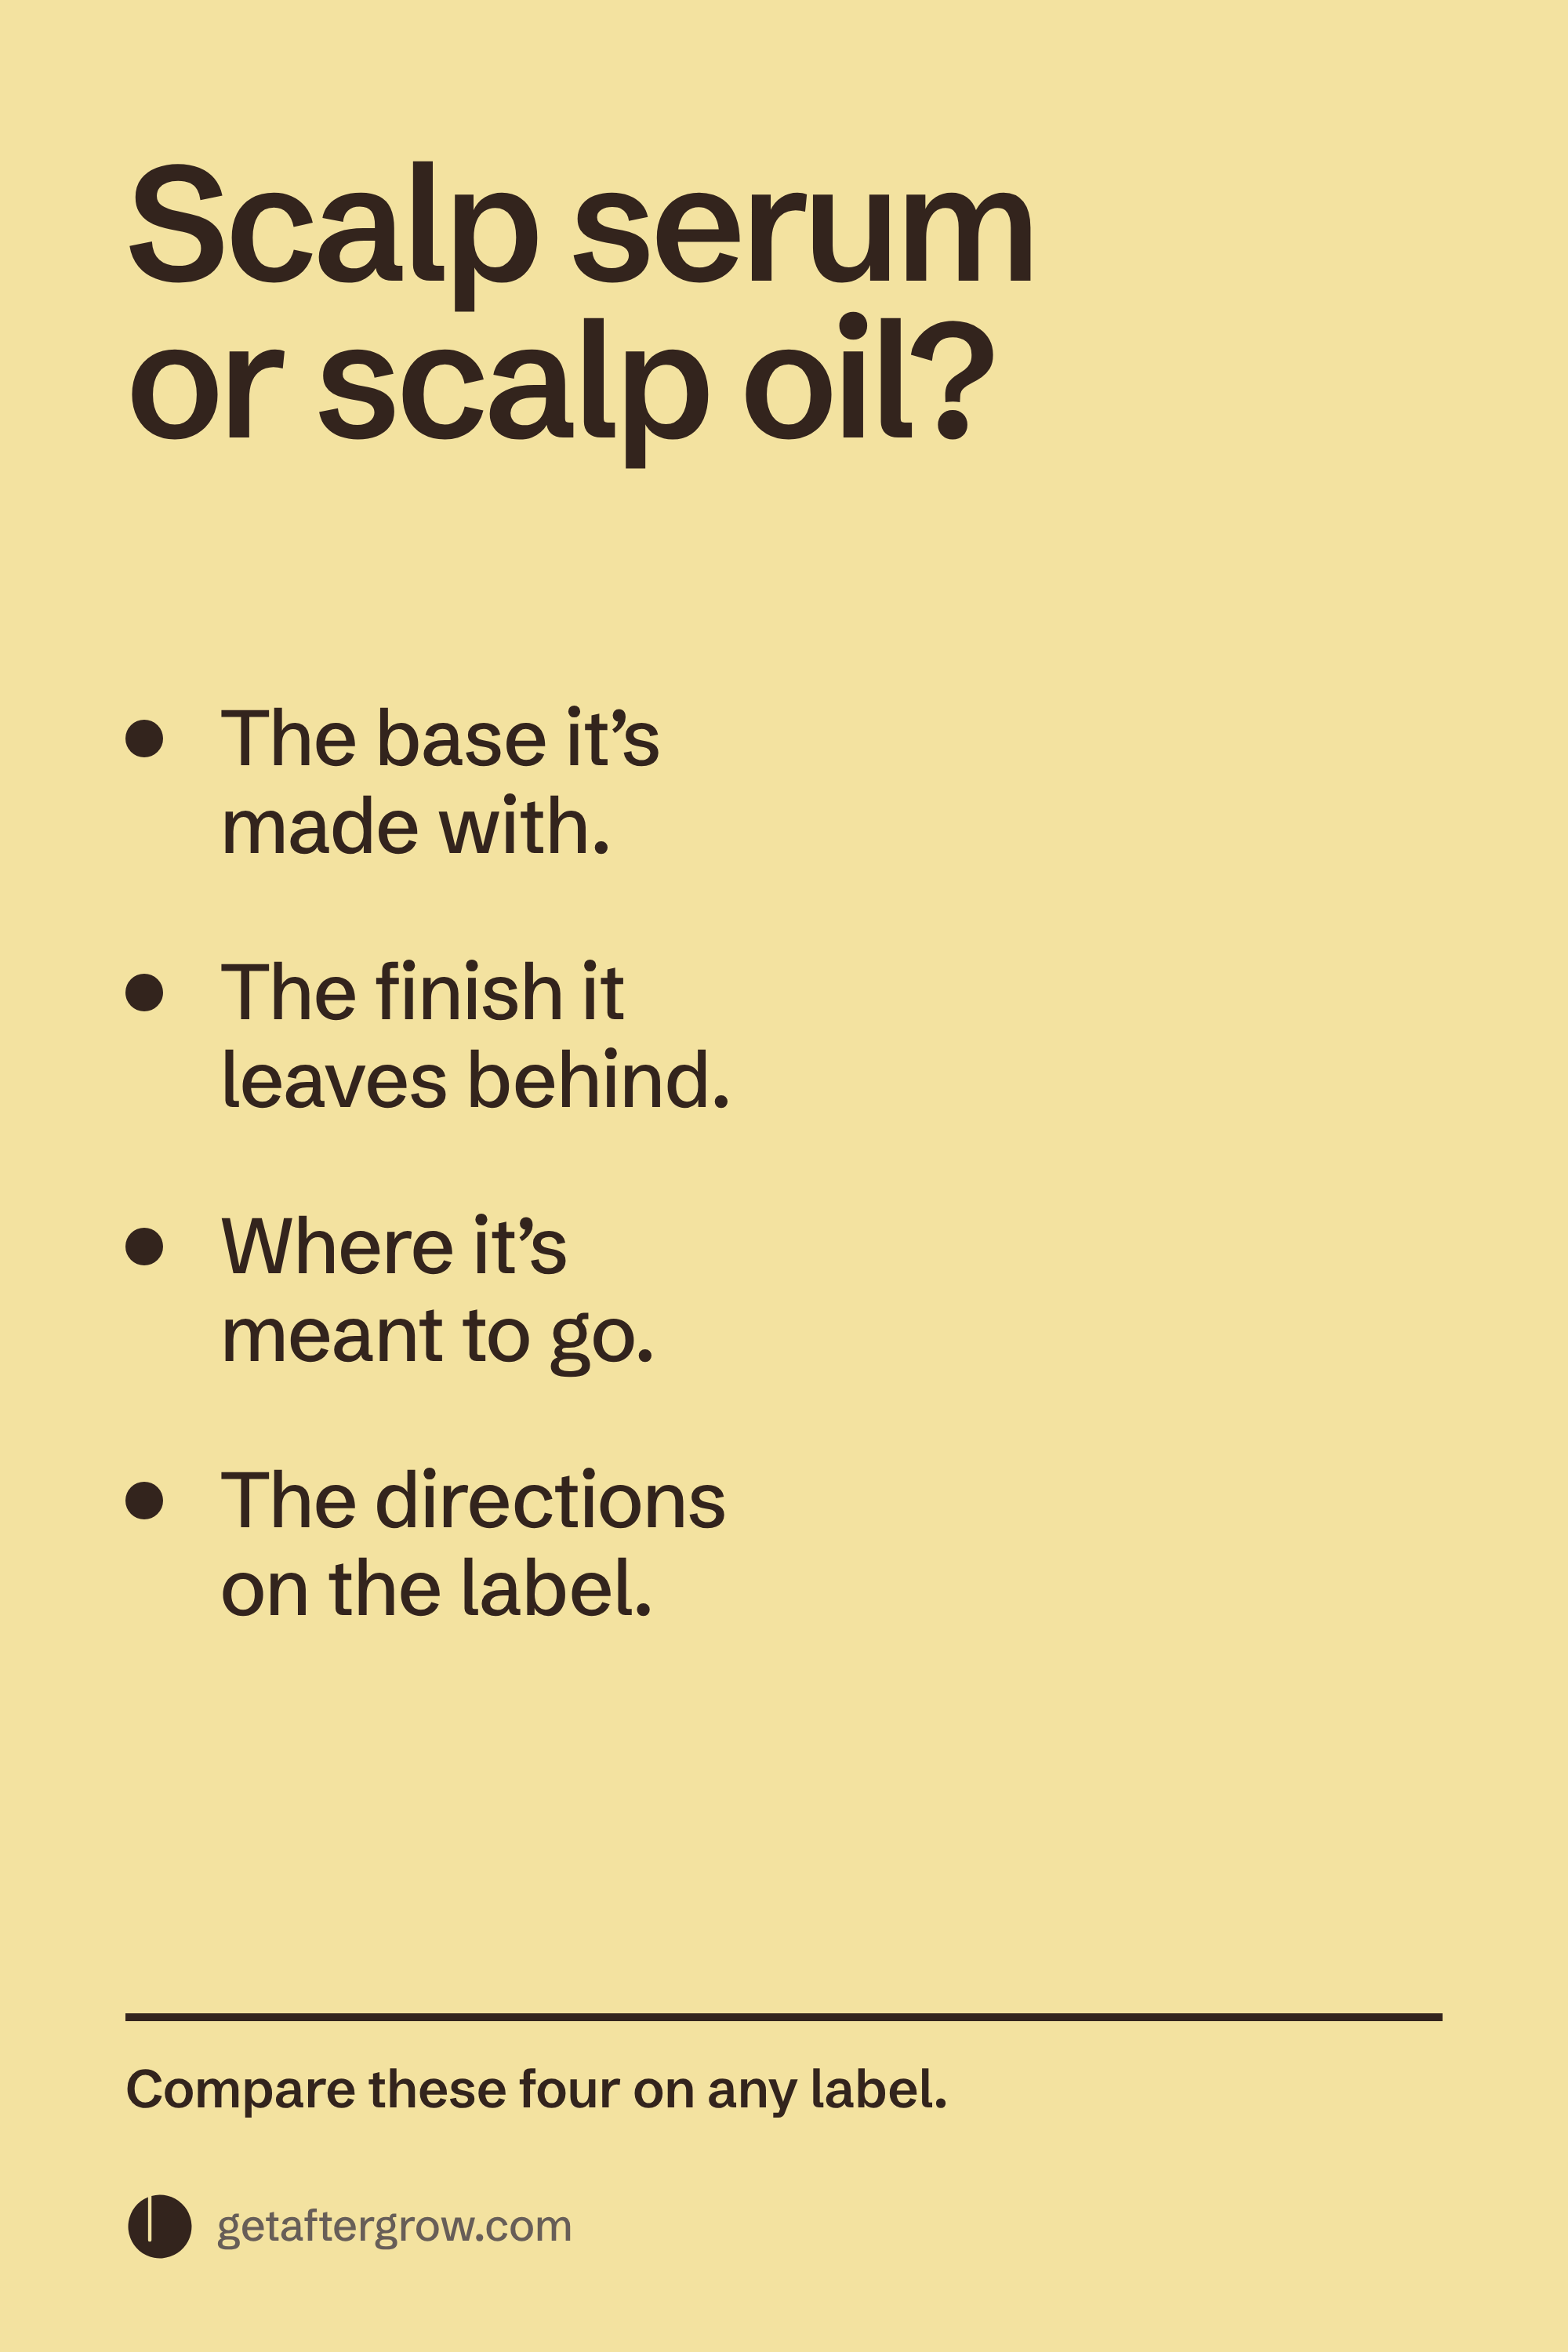 Scalp serum
or scalp oil?
The base it’s
made with.
The finish it
leaves behind.
Where it’s
meant to go.
The directions
on the label.
Compare these four on any label.
getaftergrow.com